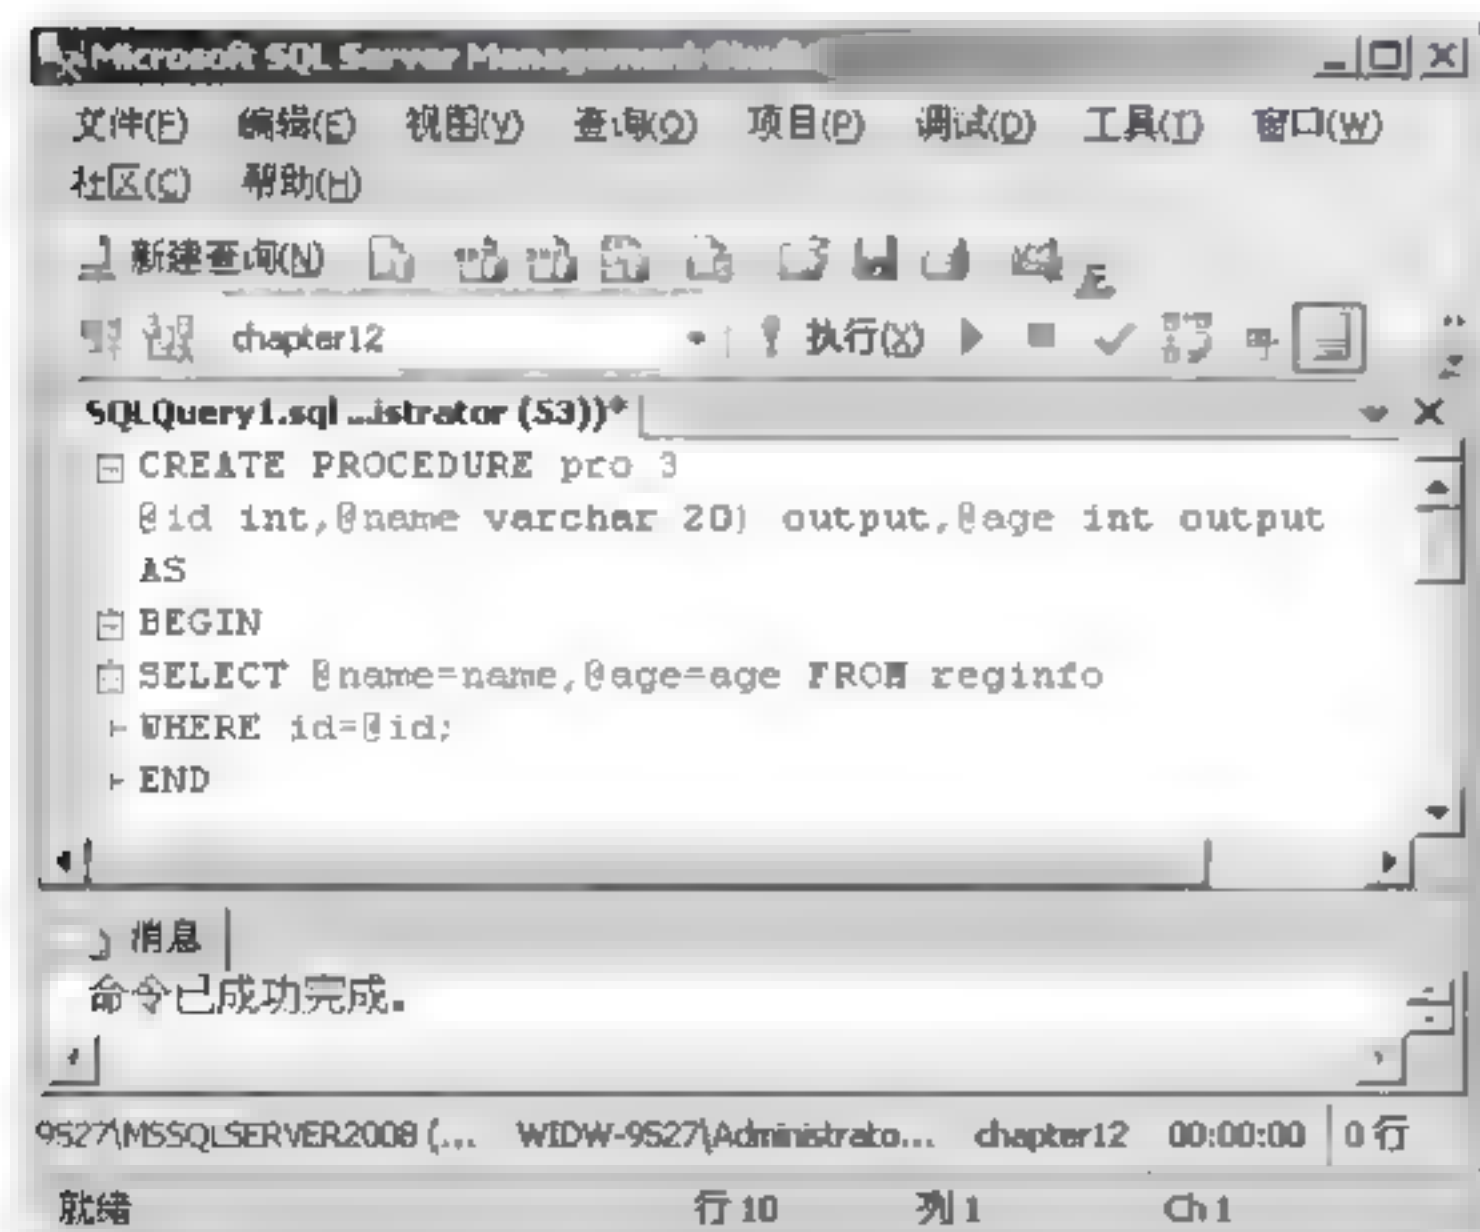 Microsoft SQL Server Management Studio
文件(F) 编辑(E) 视图(V) 查询(Q) 项目(P) 调试(D) 工具(T) 窗口(W)
社区(C) 帮助(H)
新建查询(N)
chapter12 执行(X)
SQLQuery1.sql ...istrator (53))*
CREATE PROCEDURE pro_3
@id int,@name varchar 20) output,@age int output
AS
BEGIN
SELECT @name=name,@age=age FROM reginfo
WHERE id=@id;
END
消息
命令已成功完成。
9527\MSSQLSERVER2008 (... WIDW-9527\Administrato... chapter12 00:00:00 0 行
就绪 行 10 列 1 Ch 1